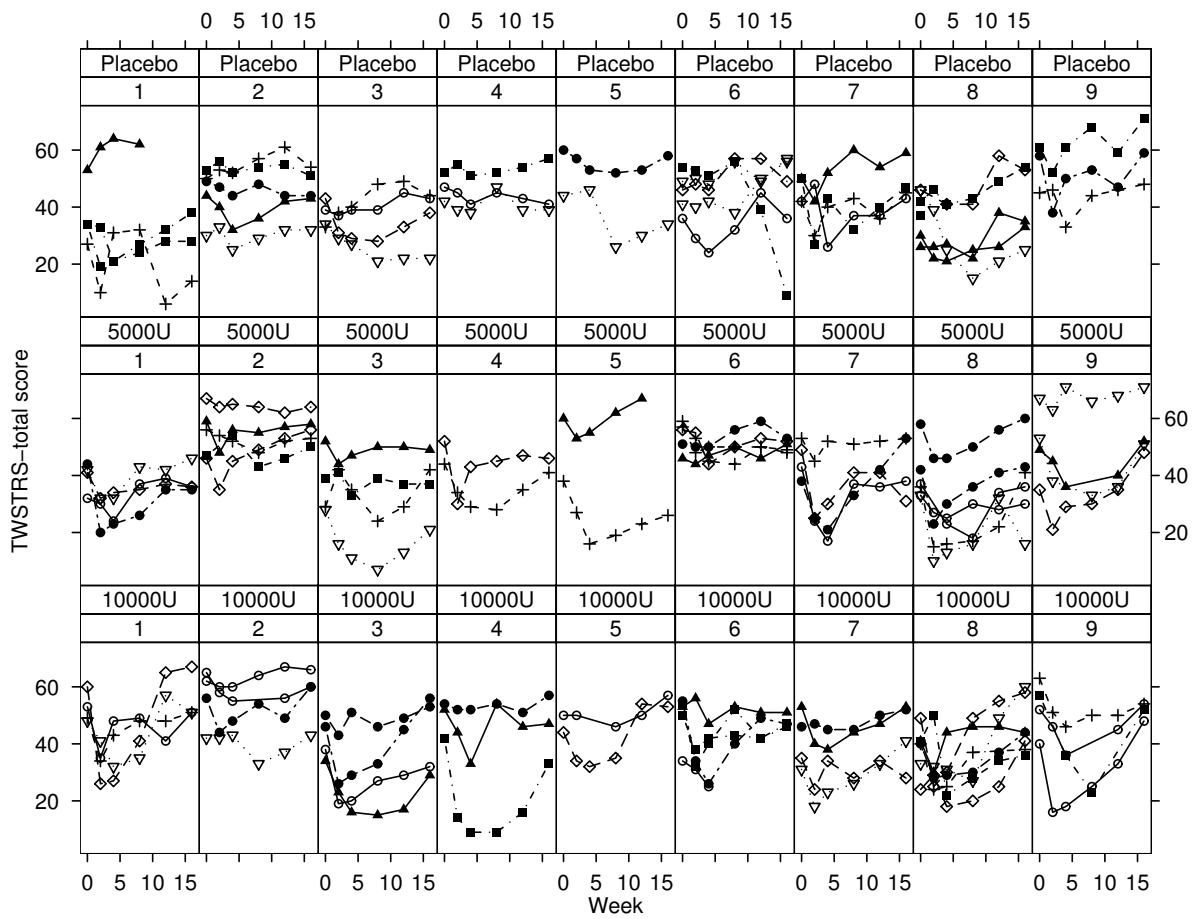 0 5 10 15 0 5 10 15 0 5 10 15 0 5 10 15
Placebo Placebo Placebo Placebo Placebo Placebo Placebo Placebo Placebo
1 2 3 4 5 6 7 8 9
60
40
20
5000U 5000U 5000U 5000U 5000U 5000U 5000U 5000U 5000U
1 2 3 4 5 6 7 8 9
60
40
20
10000U 10000U 10000U 10000U 10000U 10000U 10000U 10000U 10000U
1 2 3 4 5 6 7 8 9
60
40
20
0 5 10 15 0 5 10 15 0 5 10 15 0 5 10 15 0 5 10 15
Week
TWSTRS−total score